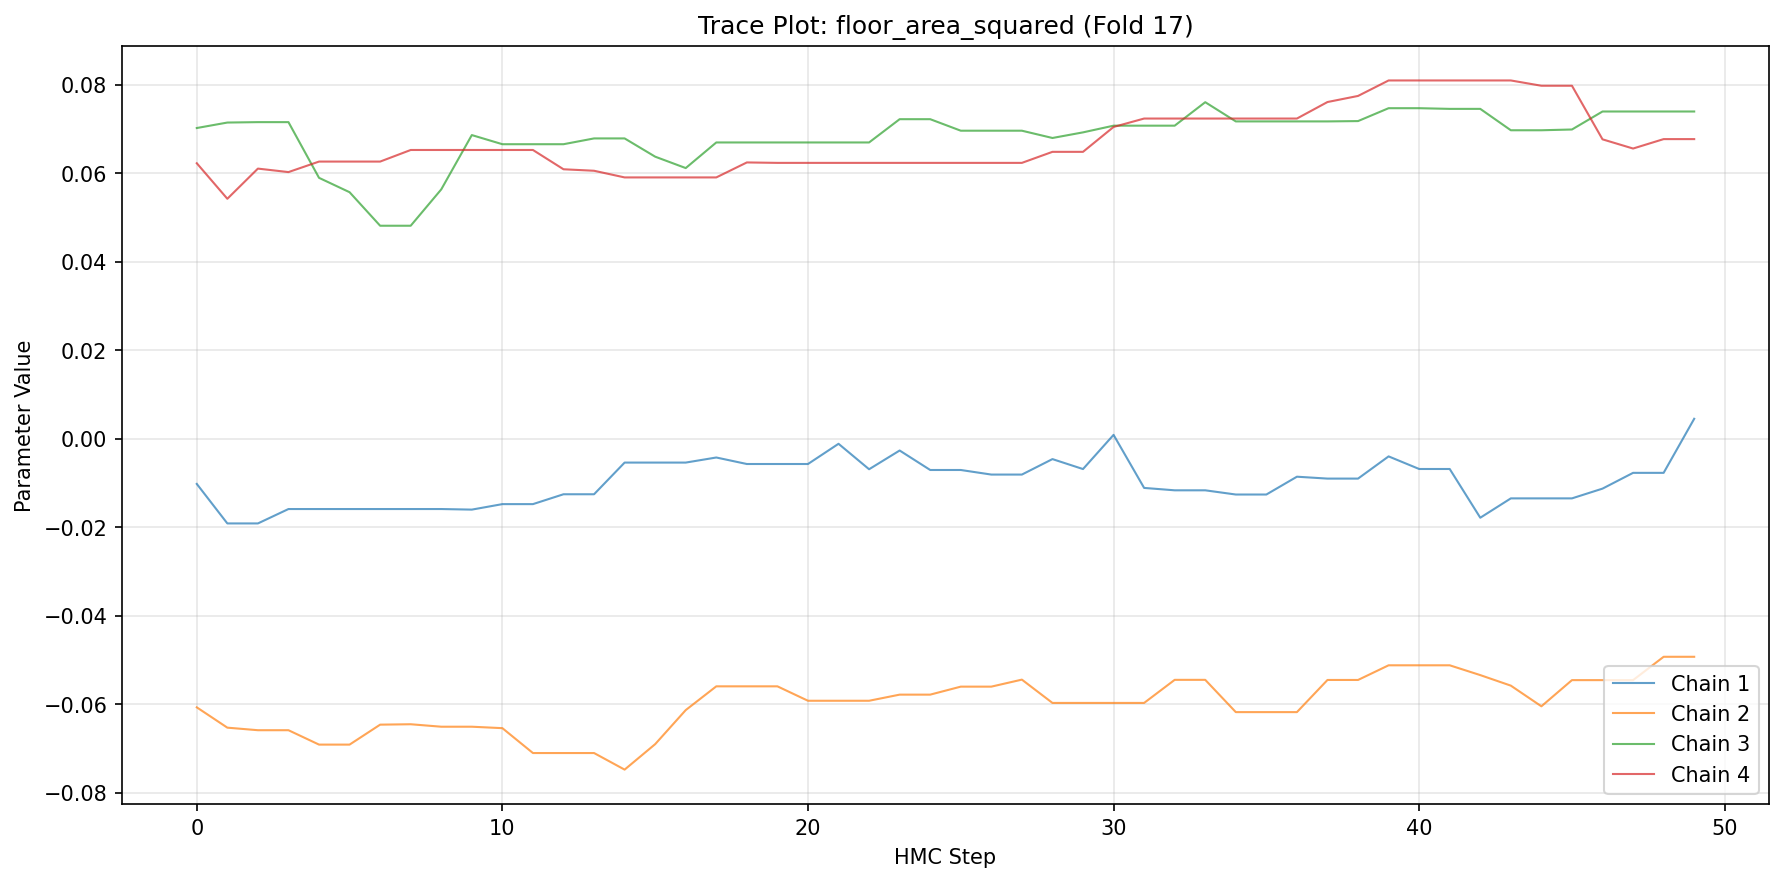 Trace Plot: floor_area_squared (Fold 17)
0.08
0.06
0.04
0.02
0.00
−0.02
−0.04
−0.06
−0.08
Parameter Value
Chain 1
Chain 2
Chain 3
Chain 4
0 10 20 30 40 50
HMC Step